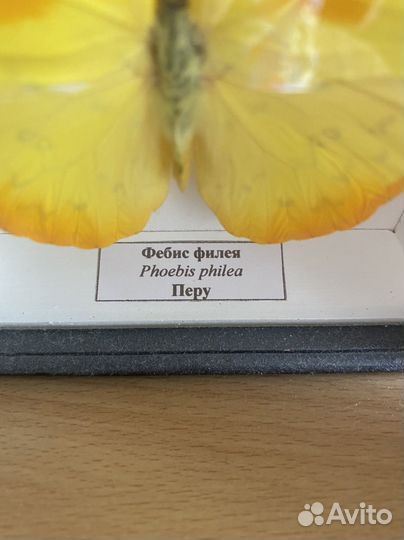 Фебис филея
Phoebis philea
Перу
Avito